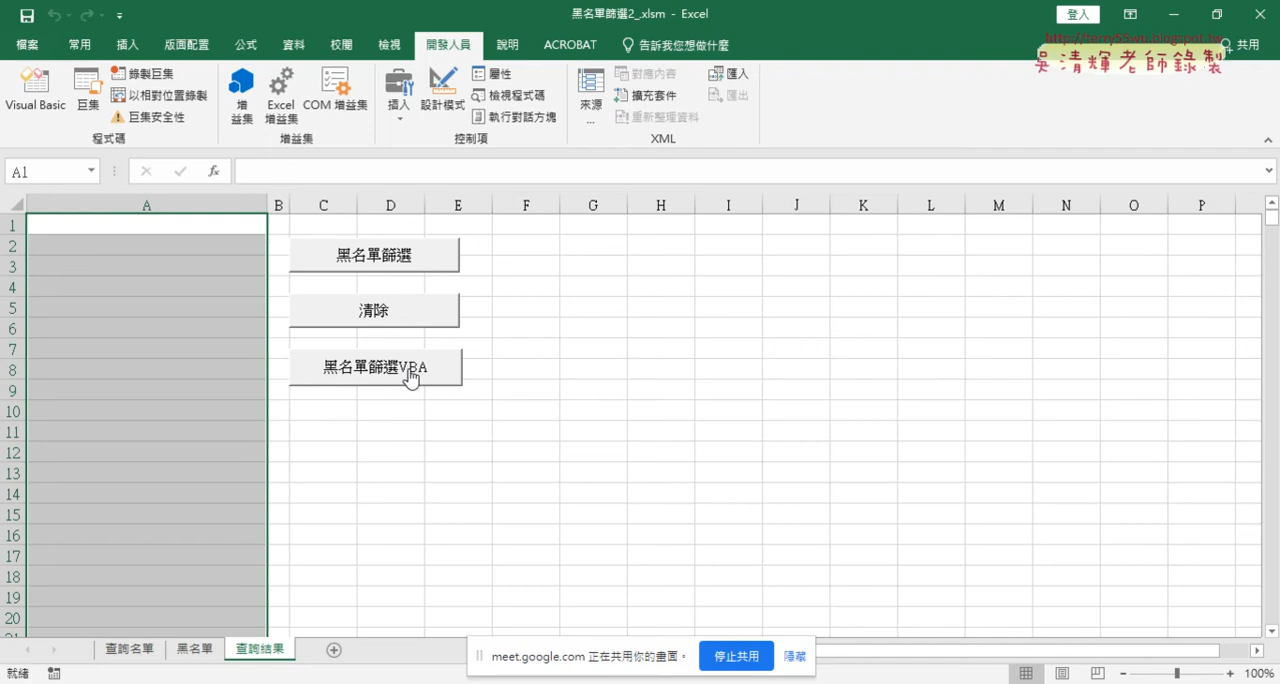 黑名單篩選2_.xlsm - Excel
登入
http://terry55wu.blogspot.tw
吳清輝老師錄製
檔案 常用 插入 版面配置 公式 資料 校閱 檢視 開發人員 說明 ACROBAT 告訴我您想做什麼 共用
Visual Basic
巨集
錄製巨集
以相對位置錄製
巨集安全性
程式碼
增
益集
Excel
增益集
COM 增益集
增益集
插入
設計模式
屬性
檢視程式碼
執行對話方塊
控制項
來源
...
對應內容
擴充套件
重新整理資料
匯入
匯出
XML
A1
fx
A B C D E F G H I J K L M N O P
1
2
3
4
5
6
7
8
9
10
11
12
13
14
15
16
17
18
19
20
黑名單篩選
清除
黑名單篩選VBA
查詢名單 黑名單 查詢結果
meet.google.com 正在共用你的畫面。 停止共用 隱藏
就緒
100%